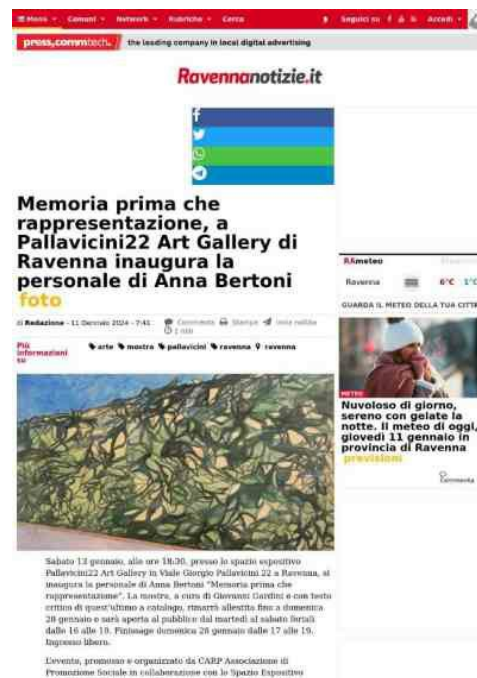 Menù Comuni Network Rubriche Cerca Seguici su Accedi
press,commtech. the leading company in local digital advertising
Ravennanotizie.it
Memoria prima che
rappresentazione, a
Pallavicini22 Art Gallery di
Ravenna inaugura la
personale di Anna Bertoni
foto
di Redazione - 11 Gennaio 2024 - 7:41 Commenta Stampa Invia notizia
2 min
Più
informazioni
su
arte mostra pallavicini ravenna ravenna
Sabato 13 gennaio, alle ore 18:30, presso lo spazio espositivo
Pallavicini22 Art Gallery in Viale Giorgio Pallavicini 22 a Ravenna, si
inaugura la personale di Anna Bertoni "Memoria prima che
rappresentazione". La mostra, a cura di Giovanni Gardini e con testo
critico di quest'ultimo a catalogo, rimarrà allestita fino a domenica
28 gennaio e sarà aperta al pubblico dal martedì al sabato feriali
dalle 16 alle 19. Finissage domenica 28 gennaio dalle 17 alle 19.
Ingresso libero.
L'evento, promosso e organizzato da CARP Associazione di
Promozione Sociale in collaborazione con lo Spazio Espositivo
RAmeteo
Ravenna 6°C 1°C
GUARDA IL METEO DELLA TUA CITTÀ
METEO
Nuvoloso di giorno,
sereno con gelate la
notte. Il meteo di oggi,
giovedì 11 gennaio in
provincia di Ravenna
previsioni
Commenta